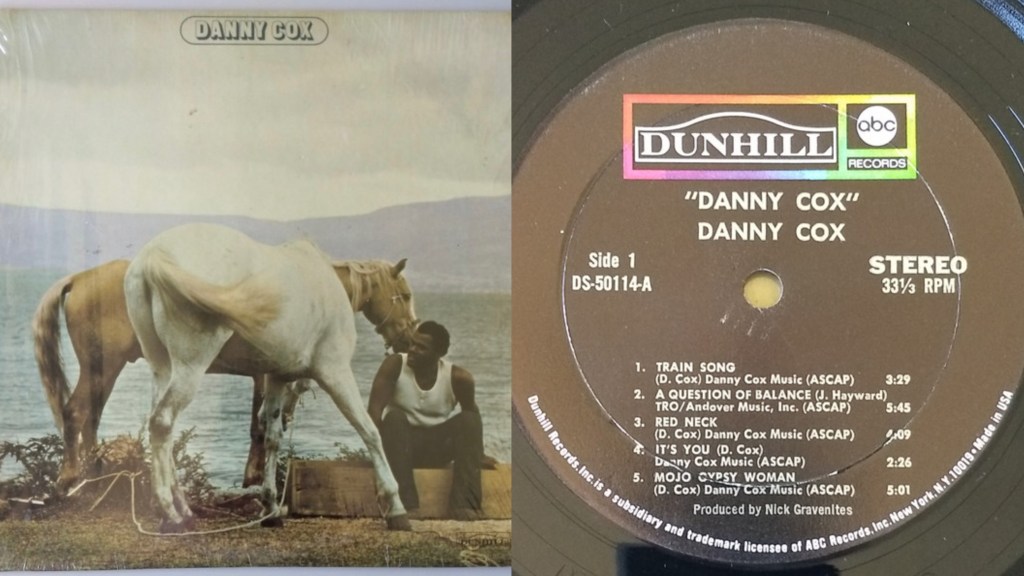 DANNY COX
DUNHILL
abc
RECORDS
"DANNY COX"
DANNY COX
Side 1
DS-50114-A
STEREO
33⅓ RPM
1. TRAIN SONG
(D. Cox) Danny Cox Music (ASCAP) 3:29
2. A QUESTION OF BALANCE (J. Hayward)
TRO/Andover Music, Inc. (ASCAP) 5:45
3. RED NECK
(D. Cox) Danny Cox Music (ASCAP) 4:09
4. IT'S YOU (D. Cox)
Danny Cox Music (ASCAP) 2:26
5. MOJO GYPSY WOMAN
(D. Cox) Danny Cox Music (ASCAP) 5:01
Produced by Nick Gravenites
Dunhill Records, Inc. is a subsidiary and trademark licensee of ABC Records, Inc. New York, N.Y. 10019 • Made in USA